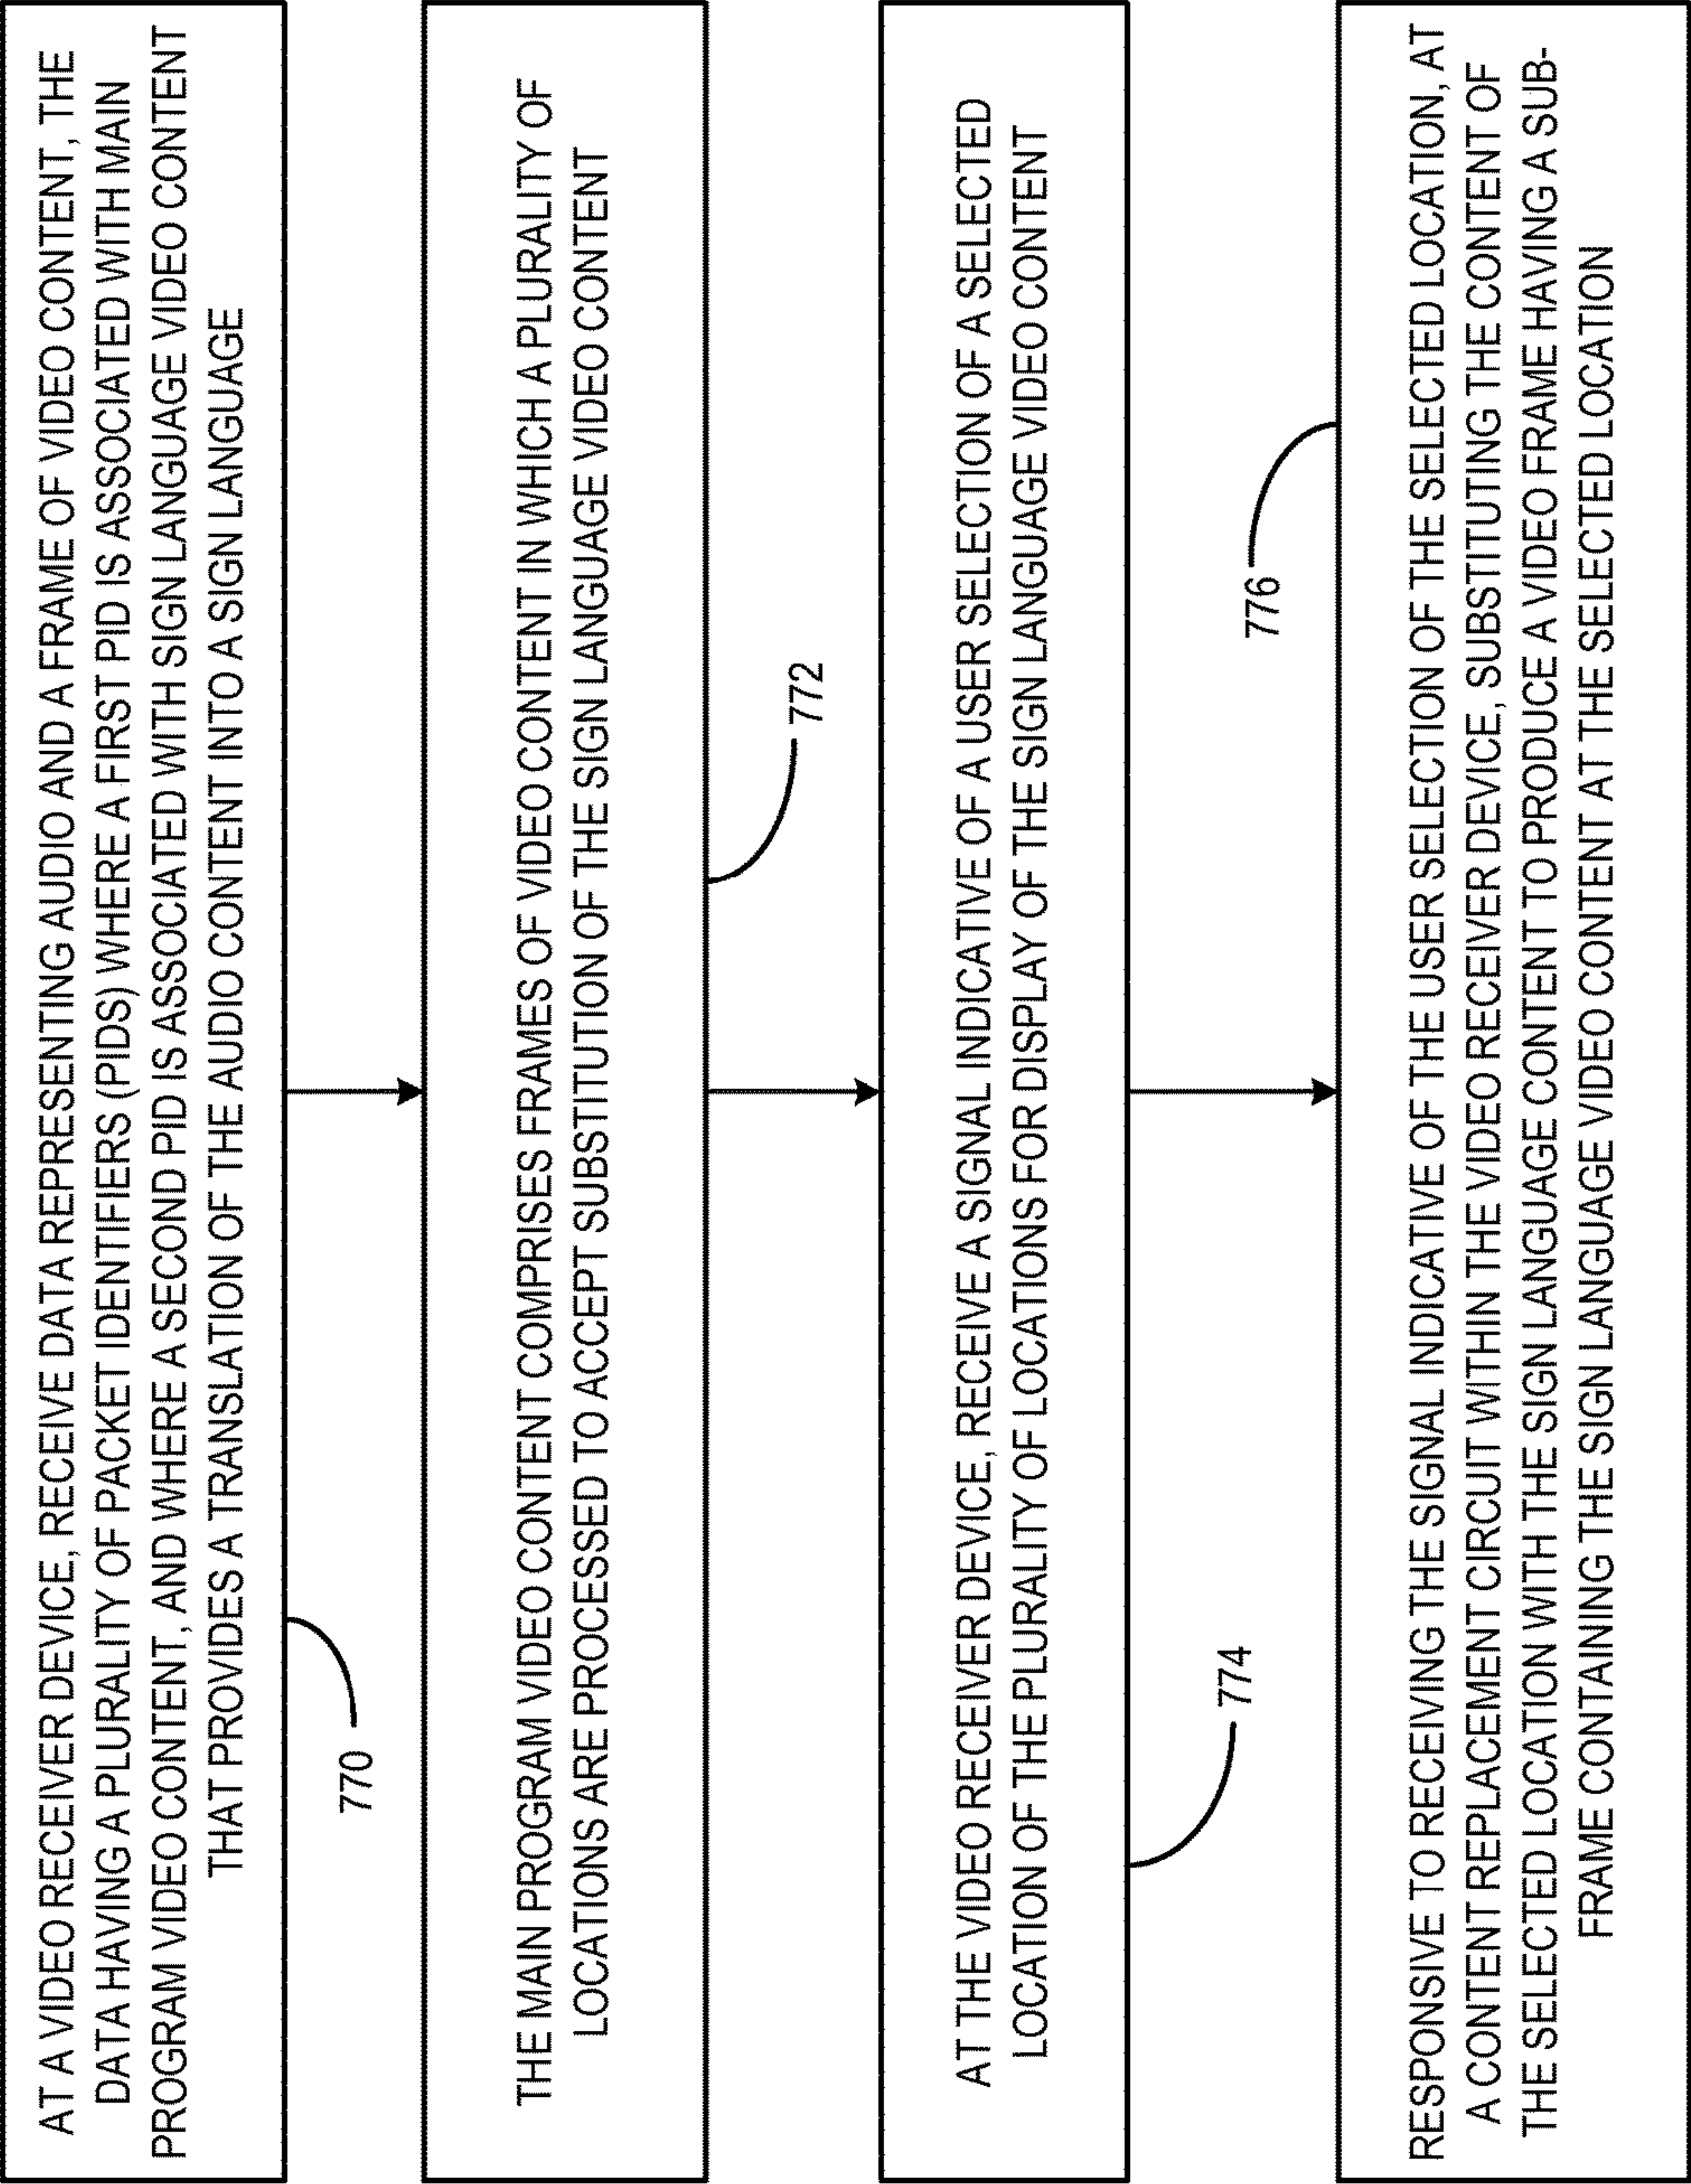 AT A VIDEO RECEIVER DEVICE, RECEIVE DATA REPRESENTING AUDIO AND A FRAME OF VIDEO CONTENT, THE
DATA HAVING A PLURALITY OF PACKET IDENTIFIERS (PIDS) WHERE A FIRST PID IS ASSOCIATED WITH MAIN
PROGRAM VIDEO CONTENT, AND WHERE A SECOND PID IS ASSOCIATED WITH SIGN LANGUAGE VIDEO CONTENT
THAT PROVIDES A TRANSLATION OF THE AUDIO CONTENT INTO A SIGN LANGUAGE
770
THE MAIN PROGRAM VIDEO CONTENT COMPRISES FRAMES OF VIDEO CONTENT IN WHICH A PLURALITY OF
LOCATIONS ARE PROCESSED TO ACCEPT SUBSTITUTION OF THE SIGN LANGUAGE VIDEO CONTENT
772
AT THE VIDEO RECEIVER DEVICE, RECEIVE A SIGNAL INDICATIVE OF A USER SELECTION OF A SELECTED
LOCATION OF THE PLURALITY OF LOCATIONS FOR DISPLAY OF THE SIGN LANGUAGE VIDEO CONTENT
774
776
RESPONSIVE TO RECEIVING THE SIGNAL INDICATIVE OF THE USER SELECTION OF THE SELECTED LOCATION, AT
A CONTENT REPLACEMENT CIRCUIT WITHIN THE VIDEO RECEIVER DEVICE, SUBSTITUTING THE CONTENT OF
THE SELECTED LOCATION WITH THE SIGN LANGUAGE CONTENT TO PRODUCE A VIDEO FRAME HAVING A SUB-
FRAME CONTAINING THE SIGN LANGUAGE VIDEO CONTENT AT THE SELECTED LOCATION